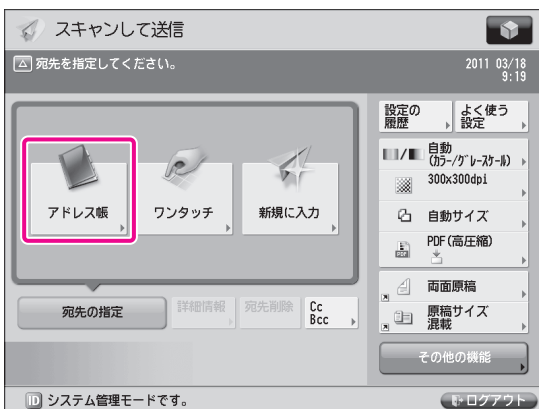 スキャンして送信
宛先を指定してください。
2011 03/18
9:19
アドレス帳
ワンタッチ
新規に入力
宛先の指定
詳細情報
宛先削除
Cc
Bcc
設定の
履歴
よく使う
設定
自動
(カラー/グレースケール)
300x300dpi
自動サイズ
PDF
PDF(高圧縮)
両面原稿
原稿サイズ
混載
その他の機能
ID システム管理モードです。
ログアウト